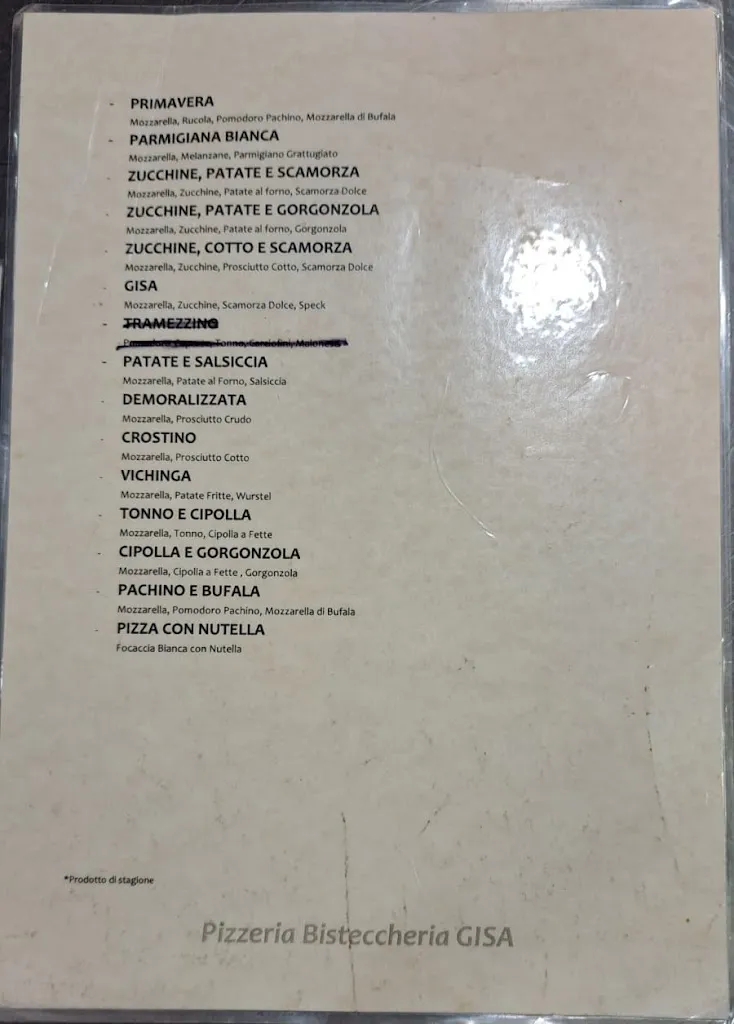 - PRIMAVERA
Mozzarella, Rucola, Pomodoro Pachino, Mozzarella di Bufala
- PARMIGIANA BIANCA
Mozzarella, Melanzane, Parmigiano Grattugiato
- ZUCCHINE, PATATE E SCAMORZA
Mozzarella, Zucchine, Patate al forno, Scamorza Dolce
- ZUCCHINE, PATATE E GORGONZOLA
Mozzarella, Zucchine, Patate al forno, Gorgonzola
- ZUCCHINE, COTTO E SCAMORZA
Mozzarella, Zucchine, Prosciutto Cotto, Scamorza Dolce
- GISA
Mozzarella, Zucchine, Scamorza Dolce, Speck
- TRAMEZZINO
Tonno, Carciofini, Maionese
- PATATE E SALSICCIA
Mozzarella, Patate al Forno, Salsiccia
- DEMORALIZZATA
Mozzarella, Prosciutto Crudo
- CROSTINO
Mozzarella, Prosciutto Cotto
- VICHINGA
Mozzarella, Patate Fritte, Wurstel
- TONNO E CIPOLLA
Mozzarella, Tonno, Cipolla a Fette
- CIPOLLA E GORGONZOLA
Mozzarella, Cipolla a Fette , Gorgonzola
- PACHINO E BUFALA
Mozzarella, Pomodoro Pachino, Mozzarella di Bufala
- PIZZA CON NUTELLA
Focaccia Bianca con Nutella
*Prodotto di stagione
Pizzeria Bisteccheria GISA